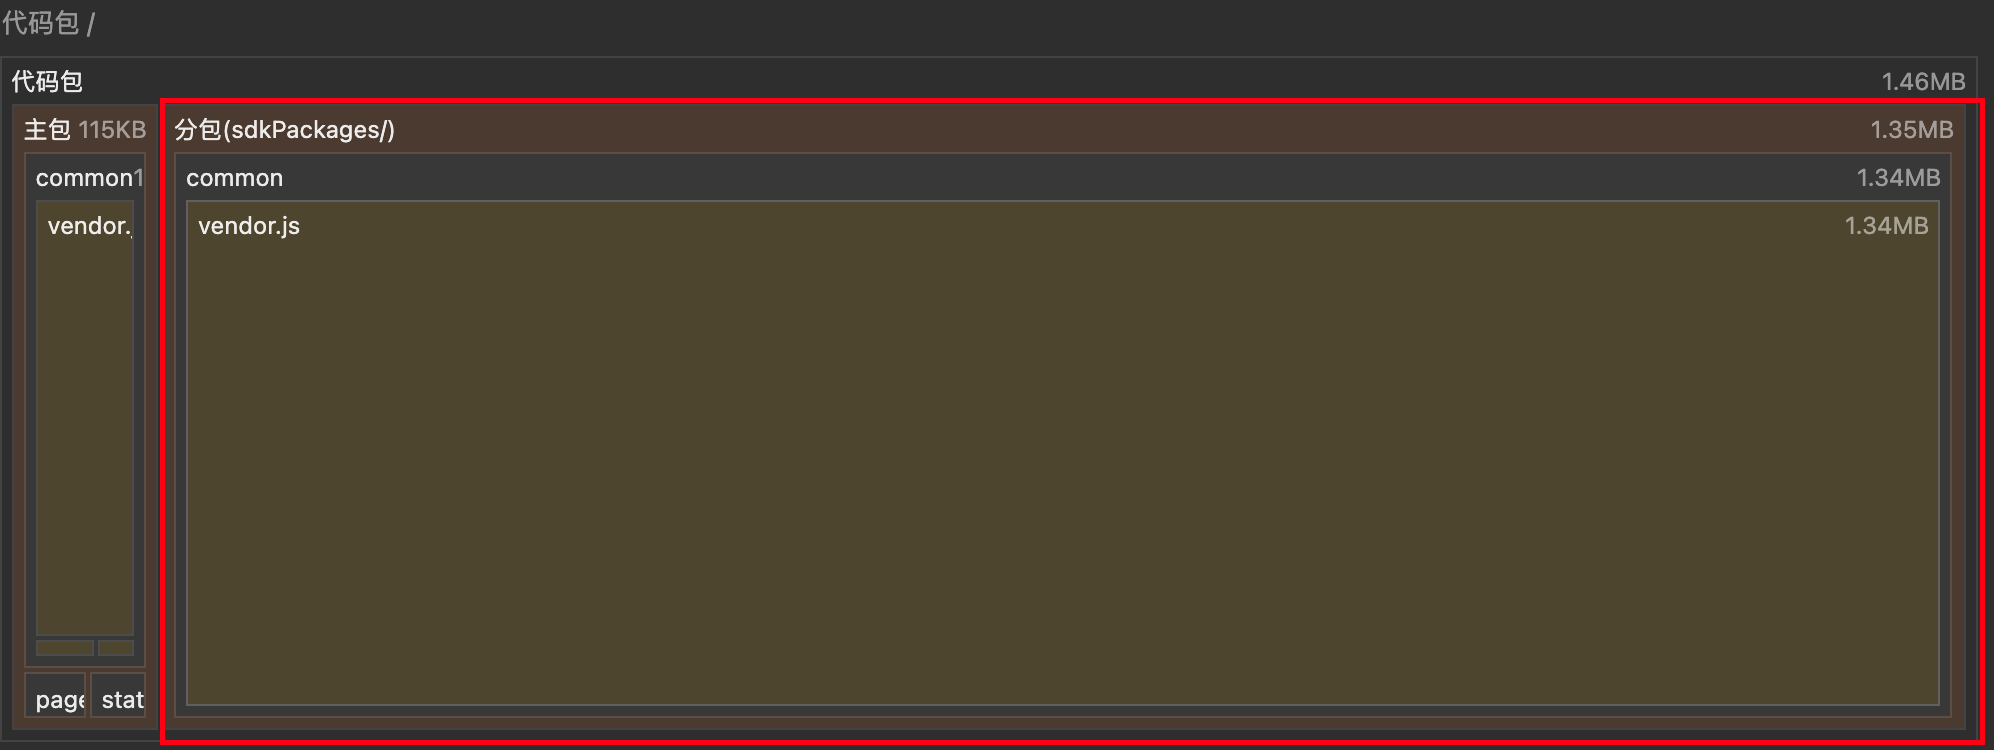 代码包 /
代码包 1.46MB
主包 115KB
分包(sdkPackages/) 1.35MB
common1
common 1.34MB
vendor.
vendor.js 1.34MB
page
stat